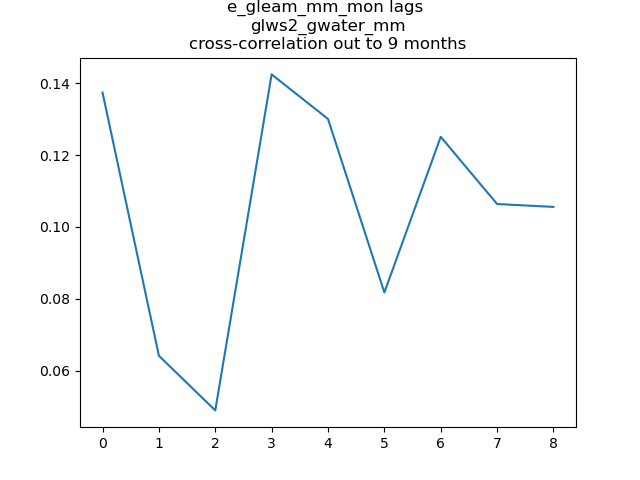 e_gleam_mm_mon lags
glws2_gwater_mm
cross-correlation out to 9 months
0.14
0.12
0.10
0.08
0.06
0 1 2 3 4 5 6 7 8